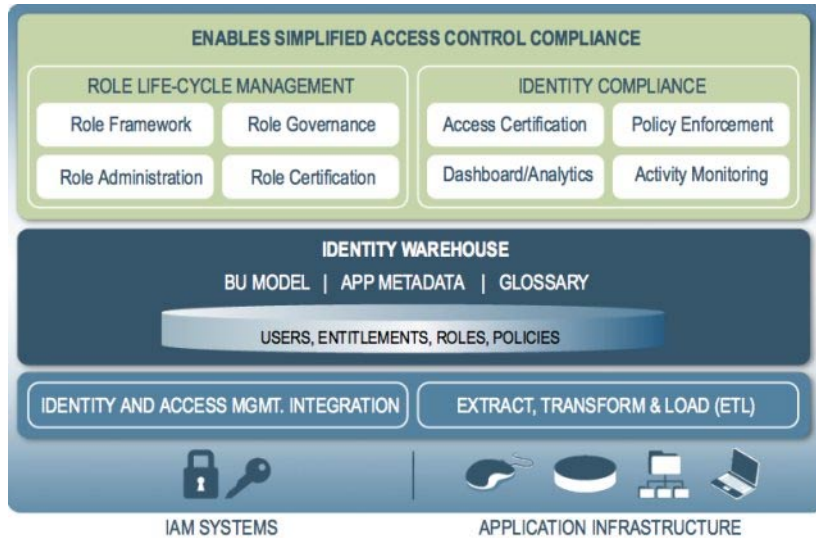 ENABLES SIMPLIFIED ACCESS CONTROL COMPLIANCE
ROLE LIFE-CYCLE MANAGEMENT
Role Framework
Role Governance
Role Administration
Role Certification
IDENTITY COMPLIANCE
Access Certification
Policy Enforcement
Dashboard/Analytics
Activity Monitoring
IDENTITY WAREHOUSE
BU MODEL | APP METADATA | GLOSSARY
USERS, ENTITLEMENTS, ROLES, POLICIES
IDENTITY AND ACCESS MGMT. INTEGRATION
EXTRACT, TRANSFORM & LOAD (ETL)
IAM SYSTEMS
APPLICATION INFRASTRUCTURE